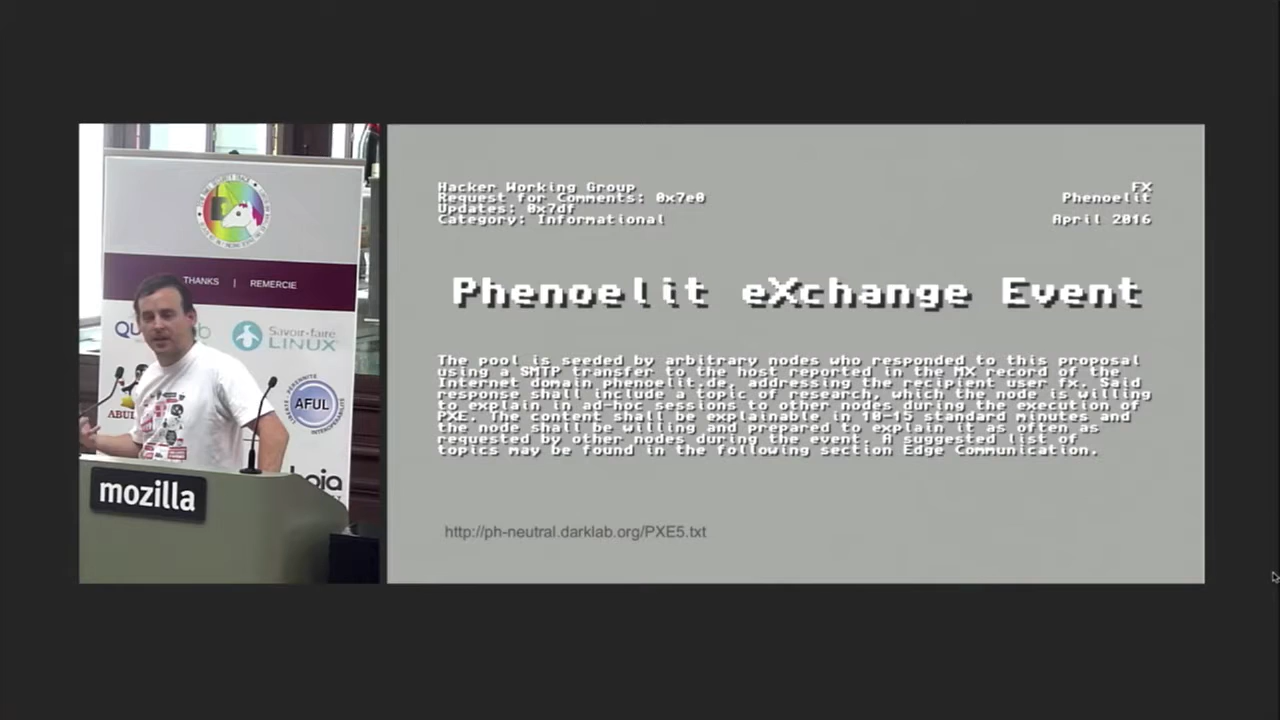 THANKS | REMERCIE
Savoir-faire
LINUX
ABUL
AFUL
mozilla
Hacker Working Group
Request for Comments: 0x7e0
Updates: 0x7df
Category: Informational
FX
Phenoelit
April 2016
Phenoelit eXchange Event
The pool is seeded by arbitrary nodes who responded to this proposal
using a SMTP transfer to the host reported in the MX record of the
Internet domain phenoelit.de, addressing the recipient user fx. Said
response shall include a topic of research, which the node is willing
to explain in ad-hoc sessions to other nodes during the execution of
PXE. The content shall be explainable in 10-15 standard minutes and
the node shall be willing and prepared to explain it as often as
requested by other nodes during the event. A suggested list of
topics may be found in the following section Edge Communication.
http://ph-neutral.darklab.org/PXE5.txt